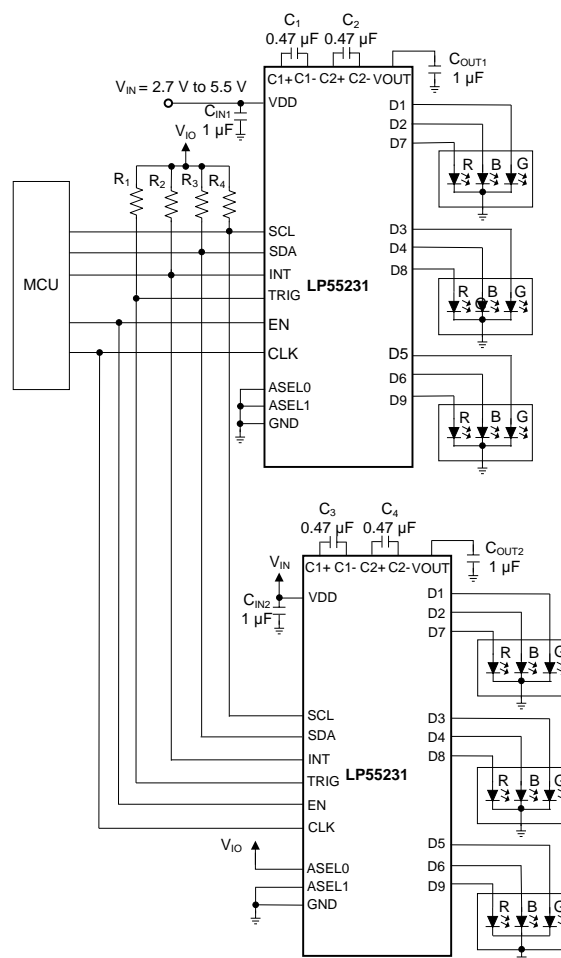 C1 C2
0.47 µF 0.47 µF
COUT1
1 µF
C1+ C1- C2+ C2- VOUT
VIN = 2.7 V to 5.5 V
VDD
CIN1
1 µF
VIO
R1 R2 R3 R4
D1
D2
D7
R B G
MCU
SCL
SDA
INT
TRIG
EN
CLK
LP55231
D3
D4
D8
R B G
ASEL0
ASEL1
GND
D5
D6
D9
R B G
C3 C4
0.47 µF 0.47 µF
COUT2
1 µF
C1+ C1- C2+ C2- VOUT
VIN
VDD
CIN2
1 µF
D1
D2
D7
R B G
SCL
SDA
INT
TRIG
EN
CLK
LP55231
D3
D4
D8
R B G
VIO
ASEL0
ASEL1
GND
D5
D6
D9
R B G